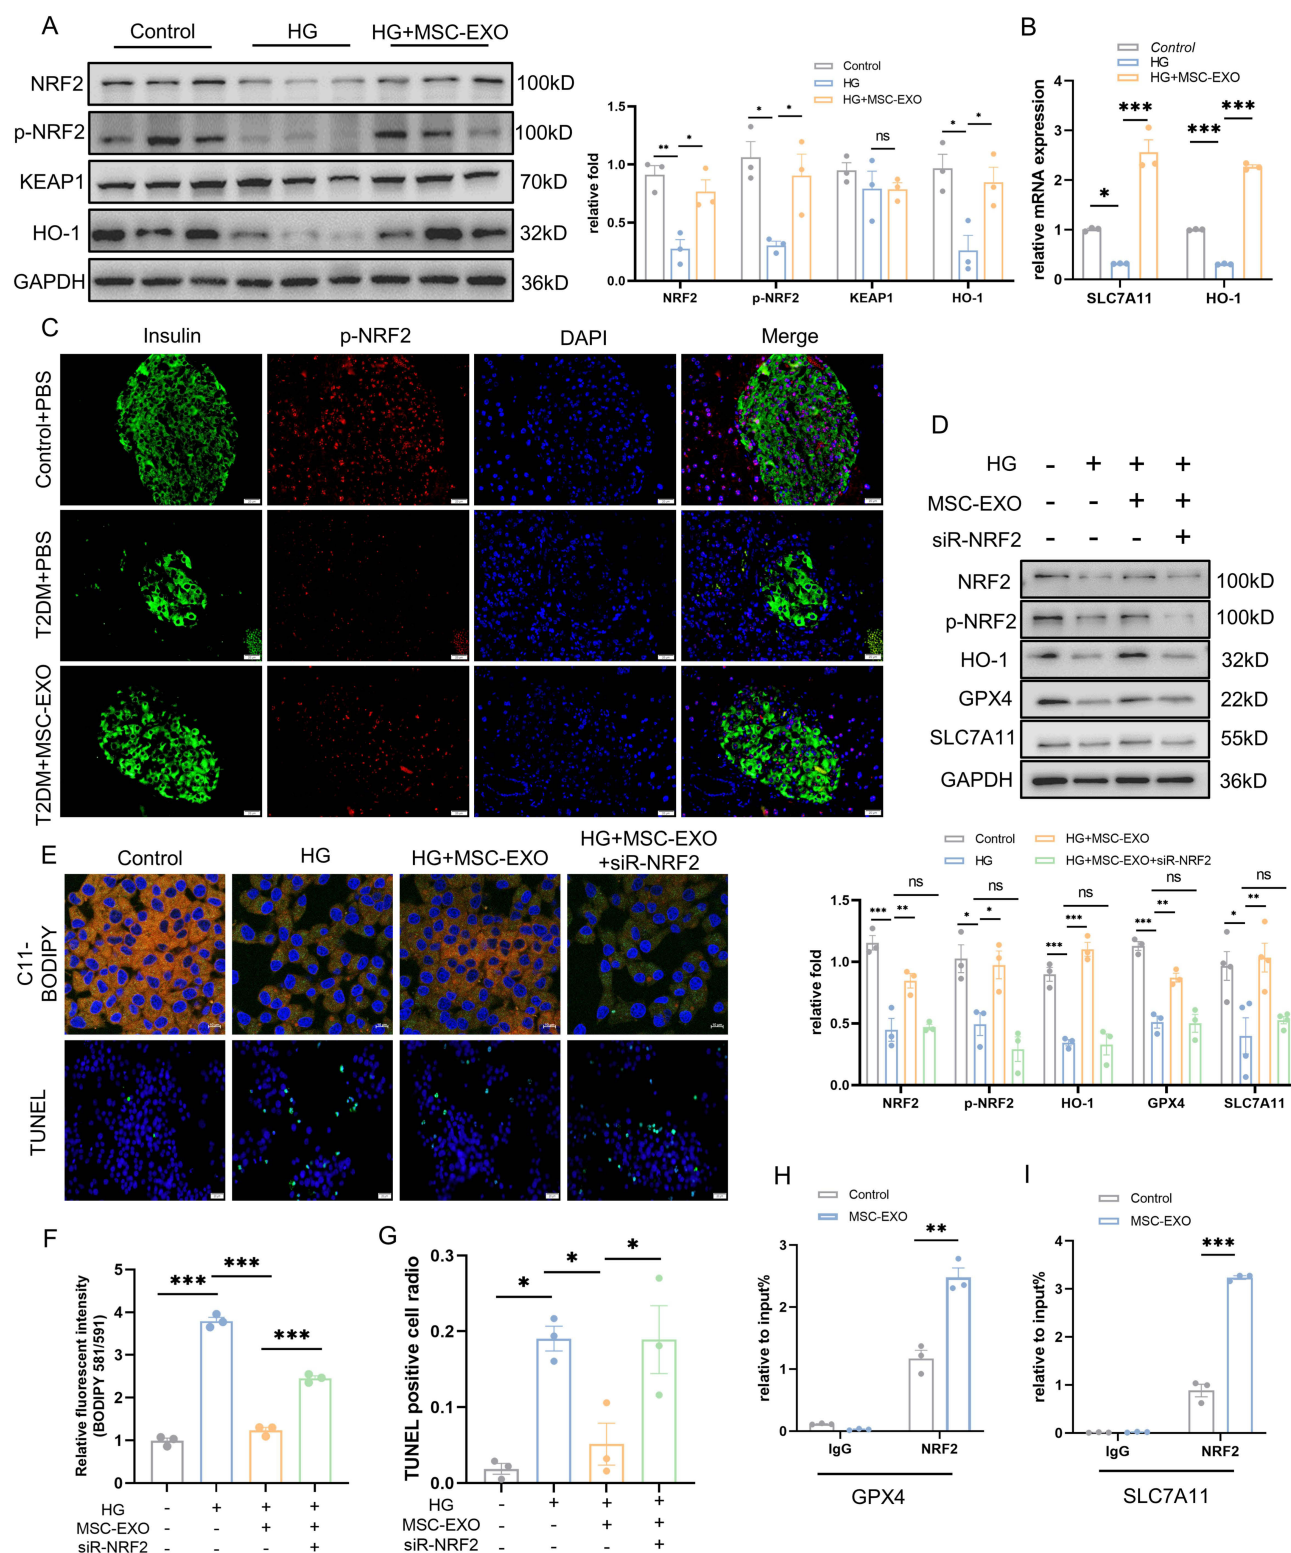 A
Control
HG
HG+MSC-EXO
NRF2
100kD
p-NRF2
100kD
KEAP1
70kD
HO-1
32kD
GAPDH
36kD
Control
HG
HG+MSC-EXO
relative fold
1.5
1.0
0.5
0.0
** * * * ns * *
NRF2 p-NRF2 KEAP1 HO-1
B
Control
HG
HG+MSC-EXO
relative mRNA expression
4
3
2
1
0
* *** *** ***
SLC7A11 HO-1
C
Insulin p-NRF2 DAPI Merge
Control+PBS
T2DM+PBS
T2DM+MSC-EXO
D
HG - + + +
MSC-EXO - - + +
siR-NRF2 - - - +
NRF2 100kD
p-NRF2 100kD
HO-1 32kD
GPX4 22kD
SLC7A11 55kD
GAPDH 36kD
Control
HG
HG+MSC-EXO
HG+MSC-EXO+siR-NRF2
relative fold
1.5
1.0
0.5
0.0
*** ** ns
* * ns
*** *** ns
*** ** ns
* ** ns
NRF2 p-NRF2 HO-1 GPX4 SLC7A11
E
Control
HG
HG+MSC-EXO
HG+MSC-EXO
+siR-NRF2
C11-
BODIPY
TUNEL
F
Relative fluorescent intensity
(BODIPY 581/591)
5
4
3
2
1
0
*** *** ***
HG - + + +
MSC-EXO - - + +
siR-NRF2 - - - +
G
TUNEL positive cell radio
0.3
0.2
0.1
0.0
* * *
HG - + + +
MSC-EXO - - + +
siR-NRF2 - - - +
H
Control
MSC-EXO
relative to input%
3
2
1
0
**
IgG NRF2
GPX4
I
Control
MSC-EXO
relative to input%
4
3
2
1
0
***
IgG NRF2
SLC7A11